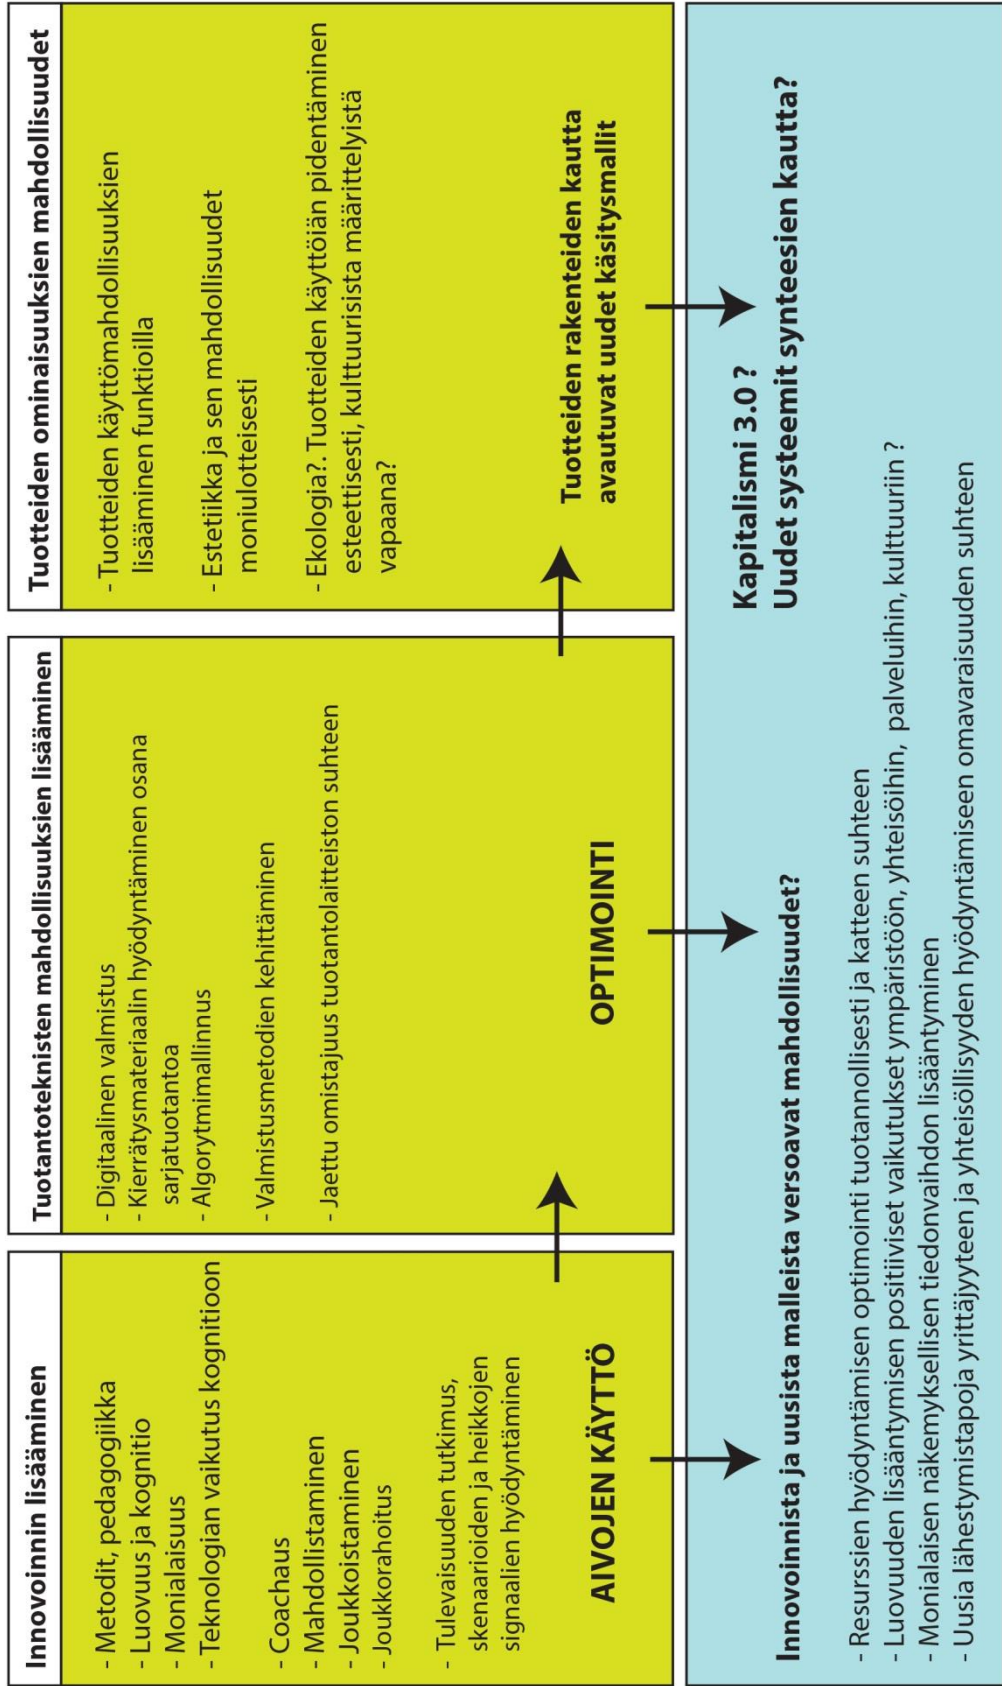 Innovoinnin lisääminen
- Metodit, pedagogiikka
- Luovuus ja kognitio
- Monialaisuus
- Teknologian vaikutus kognitioon
- Coachaus
- Mahdollistaminen
- Joukkoistaminen
- Joukkorahoitus
- Tulevaisuuden tutkimus,
skenaarioiden ja heikkojen
signaalien hyödyntäminen
AIVOJEN KÄYTTÖ
Tuotantoteknisten mahdollisuuksien lisääminen
- Digitaalinen valmistus
- Kierrätysmateriaalin hyödyntäminen osana
sarjatuotantoa
- Algorytmimallinnus
- Valmistusmetodien kehittäminen
- Jaettu omistajuus tuotantolaitteiston suhteen
OPTIMOINTI
Tuotteiden ominaisuuksien mahdollisuudet
- Tuotteiden käyttömahdollisuuksien
lisääminen funktioilla
- Estetiikka ja sen mahdollisuudet
moniulotteisesti
- Ekologia?. Tuotteiden käyttöiän pidentäminen
esteettisesti, kulttuurisista määrittelyistä
vapaana?
Tuotteiden rakenteiden kautta
avautuvat uudet käsitysmallit
Kapitalismi 3.0 ?
Uudet systeemit synteesien kautta?
Innovoinnista ja uusista malleista versoavat mahdollisuudet?
- Resurssien hyödyntämisen optimointi tuotannollisesti ja katteen suhteen
- Luovuuden lisääntymisen positiiviset vaikutukset ympäristöön, yhteisöihin, palveluihin, kulttuuriin ?
- Monialaisen näkemyksellisen tiedonvaihdon lisääntyminen
- Uusia lähestymistapoja yrittäjyyteen ja yhteisöllisyyden hyödyntämiseen omavaraisuuden suhteen